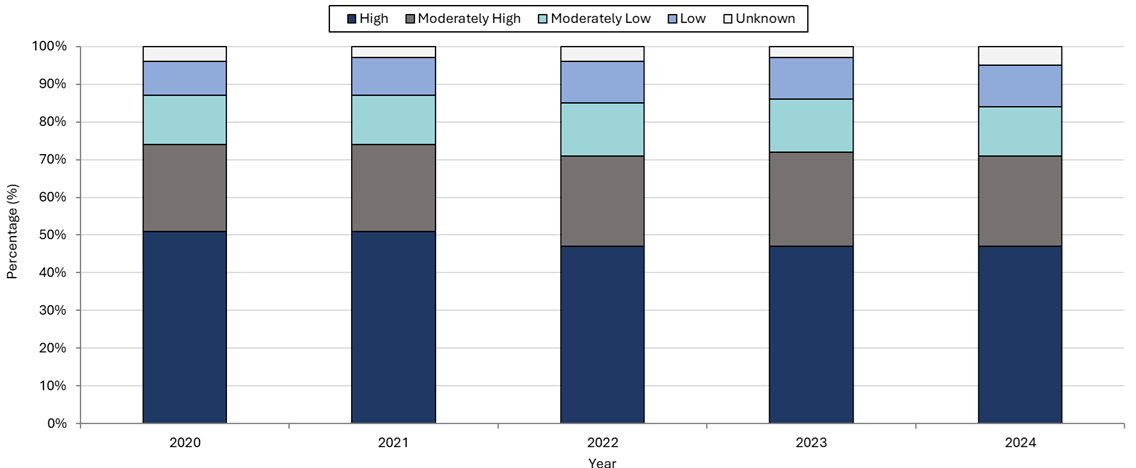 High Moderately High Moderately Low Low Unknown
100%
90%
80%
70%
60%
50%
40%
30%
20%
10%
0%
Percentage (%)
2020 2021 2022 2023 2024
Year